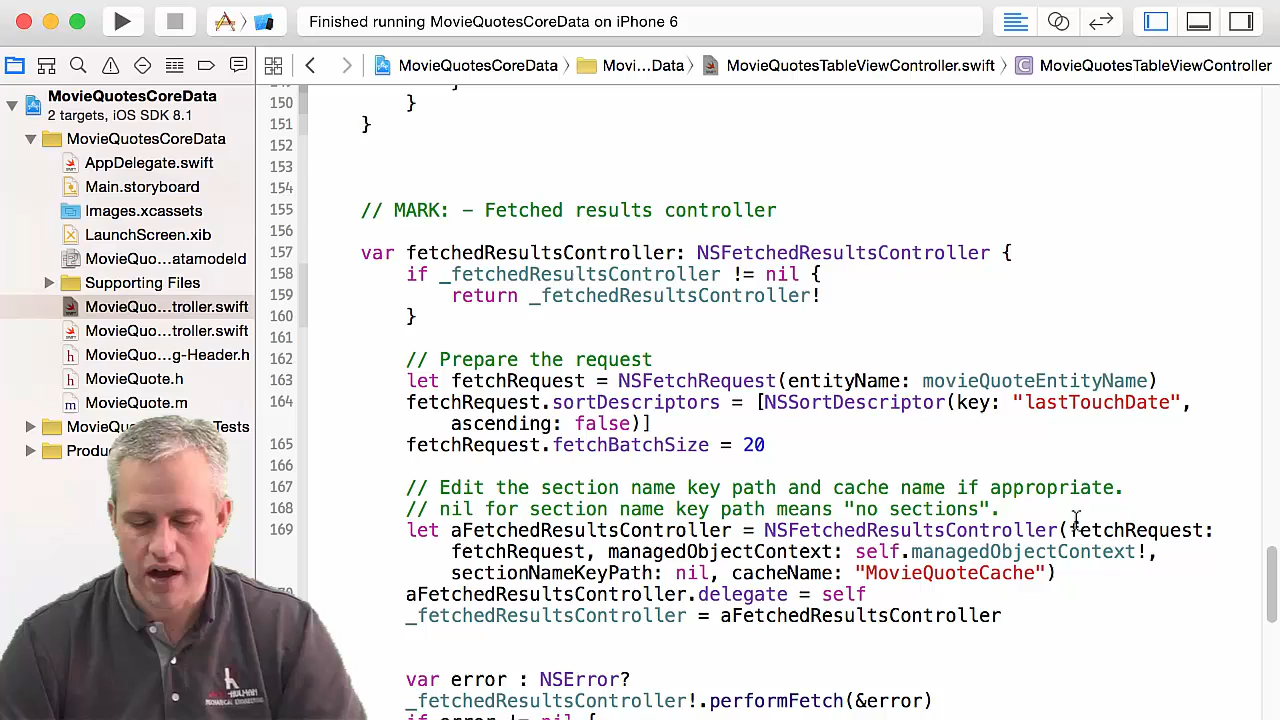 Finished running MovieQuotesCoreData on iPhone 6
MovieQuotesCoreData
Movi...Data
MovieQuotesTableViewController.swift
C MovieQuotesTableViewController
MovieQuotesCoreData
2 targets, iOS SDK 8.1
MovieQuotesCoreData
AppDelegate.swift
Main.storyboard
Images.xcassets
LaunchScreen.xib
MovieQuo...atamodeld
Supporting Files
MovieQuo...troller.swift
MovieQuo...troller.swift
MovieQuo...g-Header.h
MovieQuote.h
MovieQuote.m
150 }
151 }
152
153
154
155 // MARK: - Fetched results controller
156
157 var fetchedResultsController: NSFetchedResultsController {
158 if _fetchedResultsController != nil {
159 return _fetchedResultsController!
160 }
161
162 // Prepare the request
163 let fetchRequest = NSFetchRequest(entityName: movieQuoteEntityName)
164 fetchRequest.sortDescriptors = [NSSortDescriptor(key: "lastTouchDate",
ascending: false)]
165 fetchRequest.fetchBatchSize = 20
166
167 // Edit the section name key path and cache name if appropriate.
168 // nil for section name key path means "no sections".
169 let aFetchedResultsController = NSFetchedResultsController(fetchRequest:
fetchRequest, managedObjectContext: self.managedObjectContext!,
sectionNameKeyPath: nil, cacheName: "MovieQuoteCache")
aFetchedResultsController.delegate = self
_fetchedResultsController = aFetchedResultsController
var error : NSError?
_fetchedResultsController!.performFetch(&error)
if error != nil {